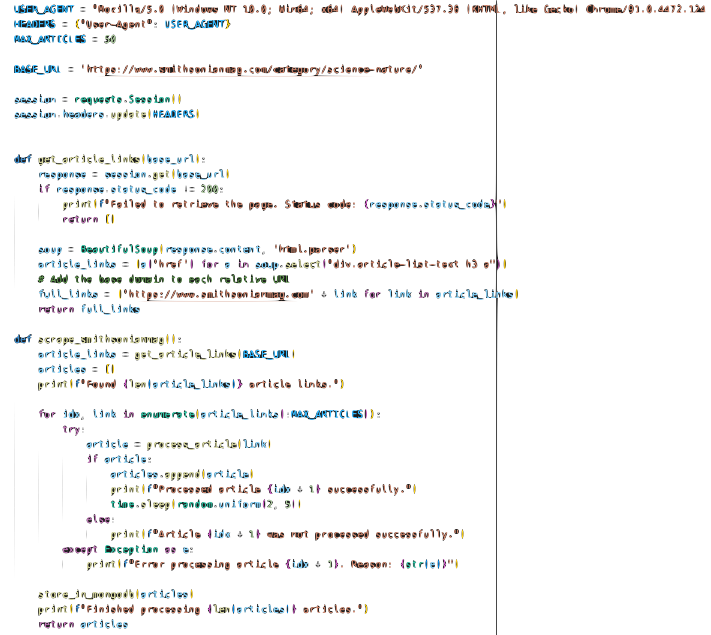 USER_AGENT = "Mozilla/5.0 (Windows NT 10.0; Win64; x64) AppleWebKit/537.36 (KHTML, like Gecko) Chrome/91.0.4472.124
HEADERS = {"User-Agent": USER_AGENT}
MAX_ARTICLES = 50
BASE_URL = 'https://www.smithsonianmag.com/category/science-nature/'
session = requests.Session()
session.headers.update(HEADERS)
def get_article_links(base_url):
    response = session.get(base_url)
    if response.status_code != 200:
        print(f"Failed to retrieve the page. Status code: {response.status_code}")
        return []
    soup = BeautifulSoup(response.content, 'html.parser')
    article_links = [a['href'] for a in soup.select("div.article-list-text h3 a")]
    # Add the base domain to each relative URL
    full_links = ['https://www.smithsonianmag.com' + link for link in article_links]
    return full_links
def scrape_smithsonianmag():
    article_links = get_article_links(BASE_URL)
    articles = []
    print(f"Found {len(article_links)} article links.")
    for idx, link in enumerate(article_links[:MAX_ARTICLES]):
        try:
            article = process_article(link)
            if article:
                articles.append(article)
                print(f"Processed article {idx + 1} successfully.")
                time.sleep(random.uniform(2, 5))
            else:
                print(f"Article {idx + 1} was not processed successfully.")
        except Exception as e:
            print(f"Error processing article {idx + 1}. Reason: {str(e)}")
    store_in_mongodb(articles)
    print(f"Finished processing {len(articles)} articles.")
    return articles